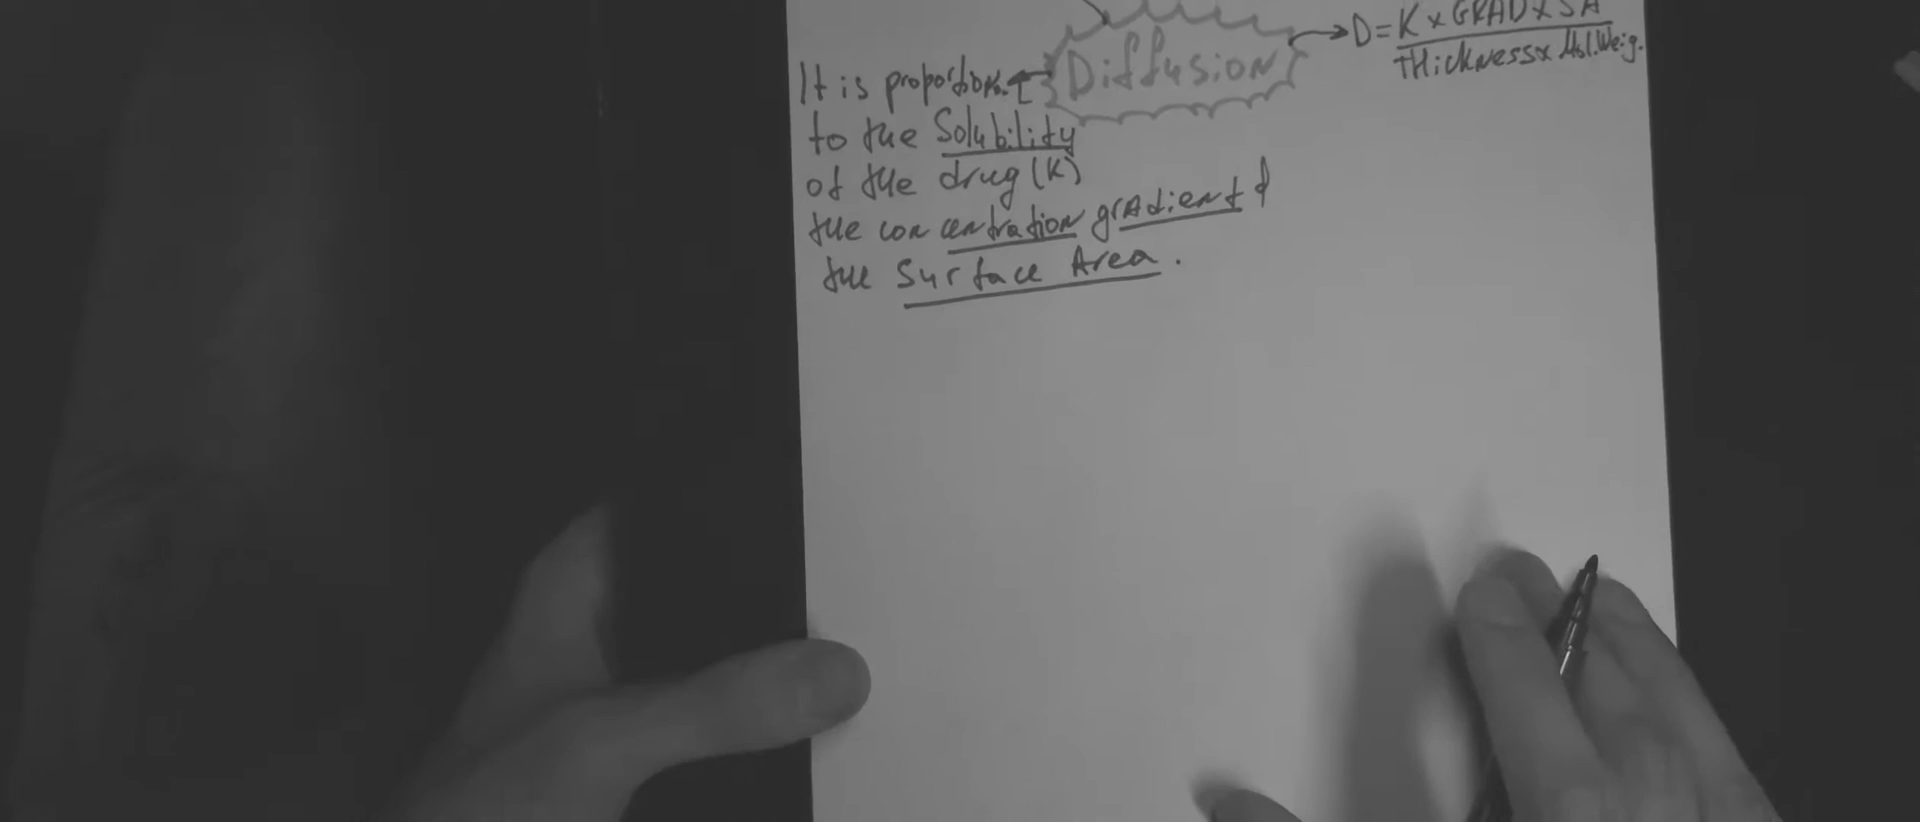 Diffusion
D = K x GRAD x SA
THickness x Mol.Weig.
It is proportion.
to the Solubility
of the drug (K)
the concentration gradient &
the Surface Area.